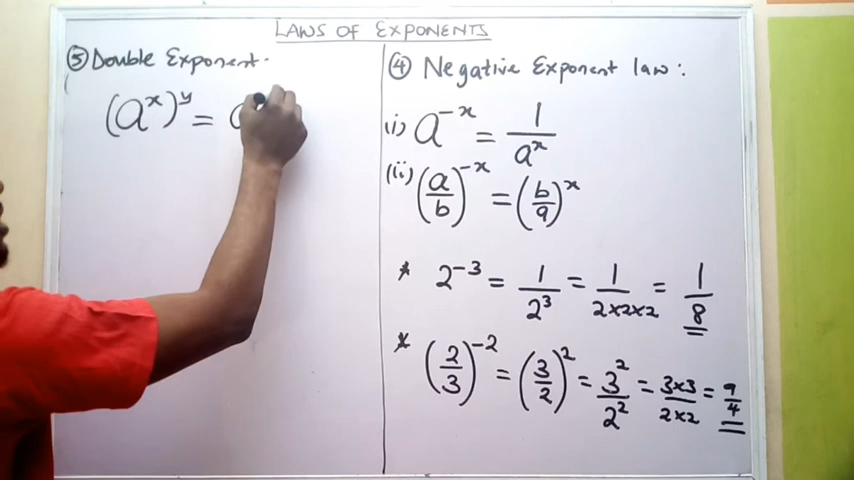 LAWS OF EXPONENTS
⑤ Double Exponent.
(a^x)^y = a
④ Negative Exponent law:
(i) a^-x = 1/a^x
(ii) (a/b)^-x = (b/a)^x
* 2^-3 = 1/2^3 = 1/2×2×2 = 1/8
* (2/3)^-2 = (3/2)^2 = 3^2/2^2 = 3×3/2×2 = 9/4